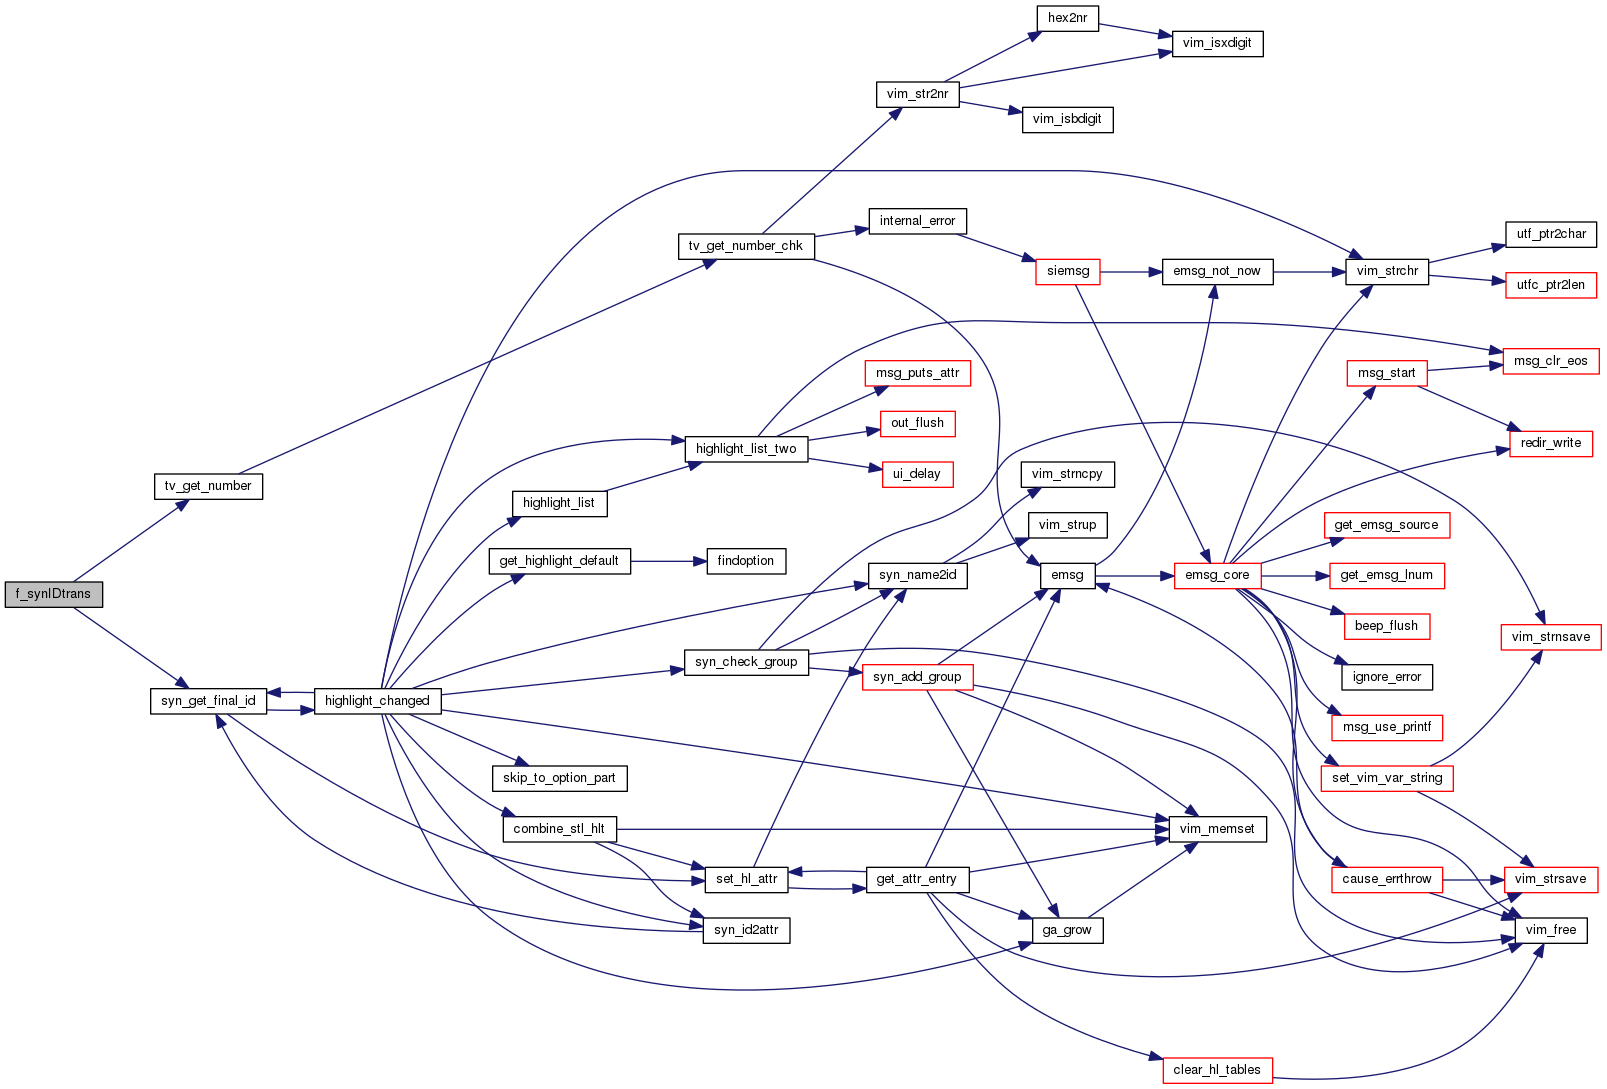 hex2nr
vim_isxdigit
vim_str2nr
vim_isbdigit
internal_error
utf_ptr2char
tv_get_number_chk
siemsg
emsg_not_now
vim_strchr
utfc_ptr2len
msg_clr_eos
msg_puts_attr
msg_start
out_flush
highlight_list_two
redir_write
ui_delay
vim_strncpy
tv_get_number
highlight_list
vim_strup
get_emsg_source
get_highlight_default
findoption
syn_name2id
emsg
emsg_core
get_emsg_lnum
f_synIDtrans
beep_flush
vim_strnsave
syn_check_group
syn_add_group
ignore_error
syn_get_final_id
highlight_changed
msg_use_printf
skip_to_option_part
set_vim_var_string
combine_stl_hlt
vim_memset
set_hl_attr
get_attr_entry
cause_errthrow
vim_strsave
syn_id2attr
ga_grow
vim_free
clear_hl_tables